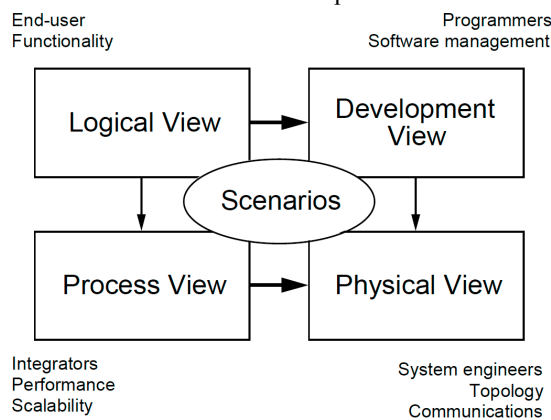 End-user
Functionality
Programmers
Software management
Logical View
Development
View
Scenarios
Process View
Physical View
Integrators
Performance
Scalability
System engineers
Topology
Communications